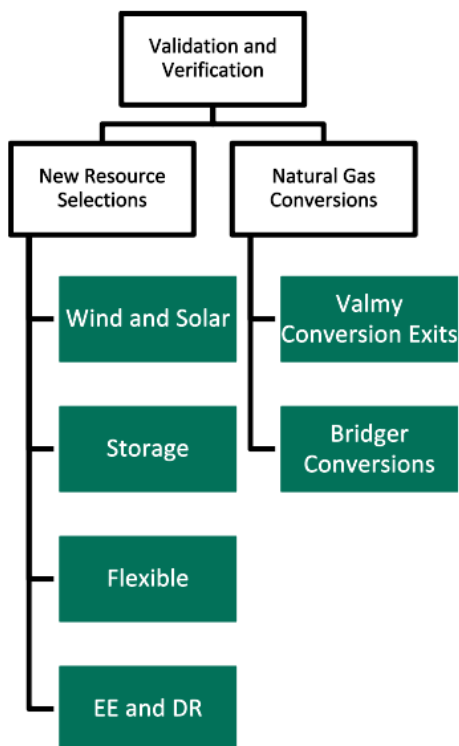 Validation and
Verification
New Resource
Selections
Natural Gas
Conversions
Wind and Solar
Valmy
Conversion Exits
Storage
Bridger
Conversions
Flexible
EE and DR